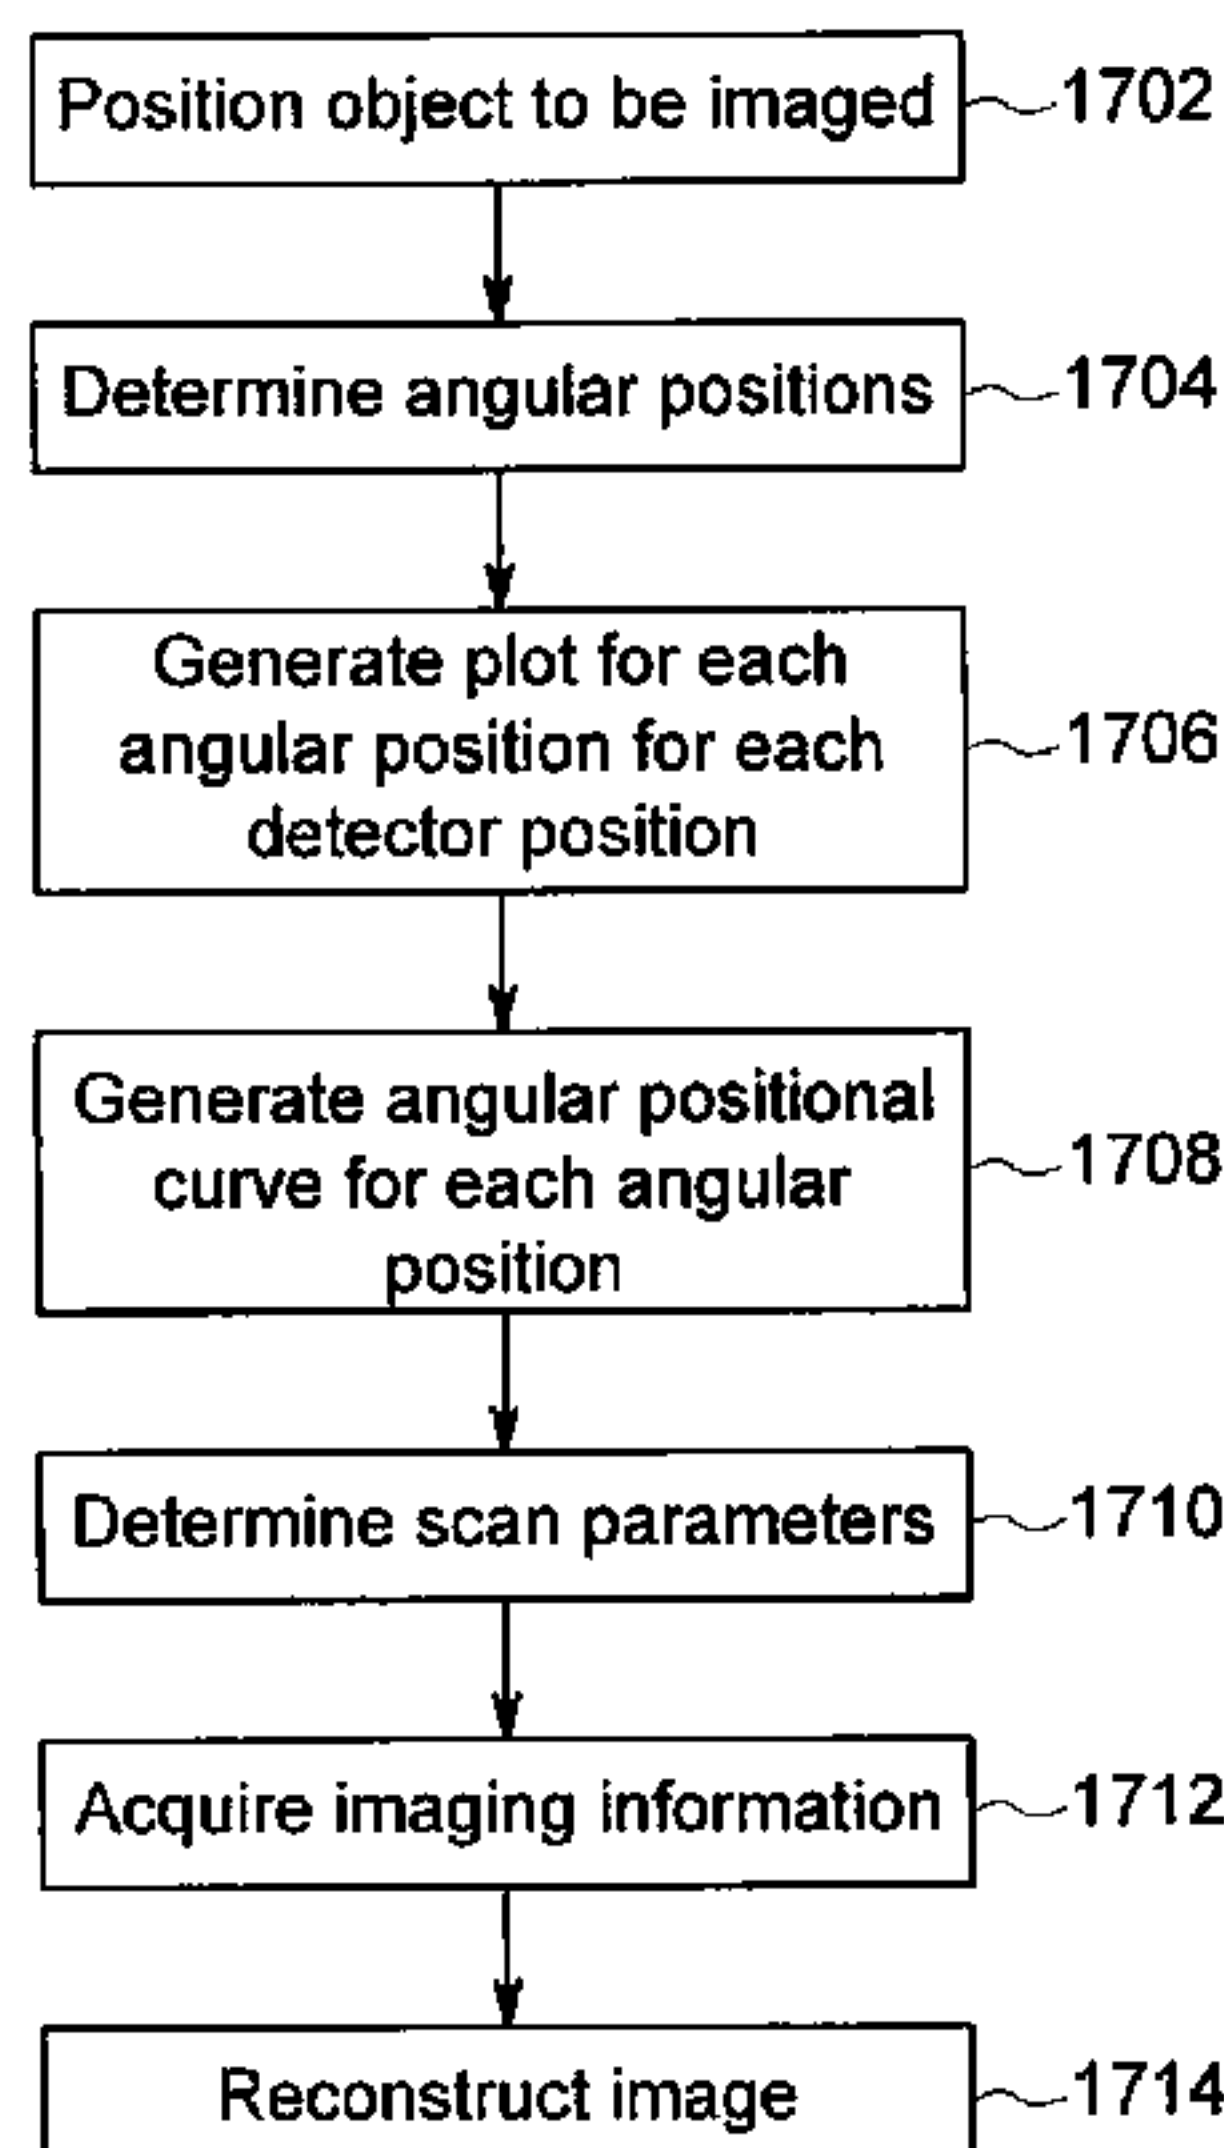 Position object to be imaged 1702
Determine angular positions 1704
Generate plot for each
angular position for each 1706
detector position
Generate angular positional
curve for each angular 1708
position
Determine scan parameters 1710
Acquire imaging information 1712
Reconstruct image 1714